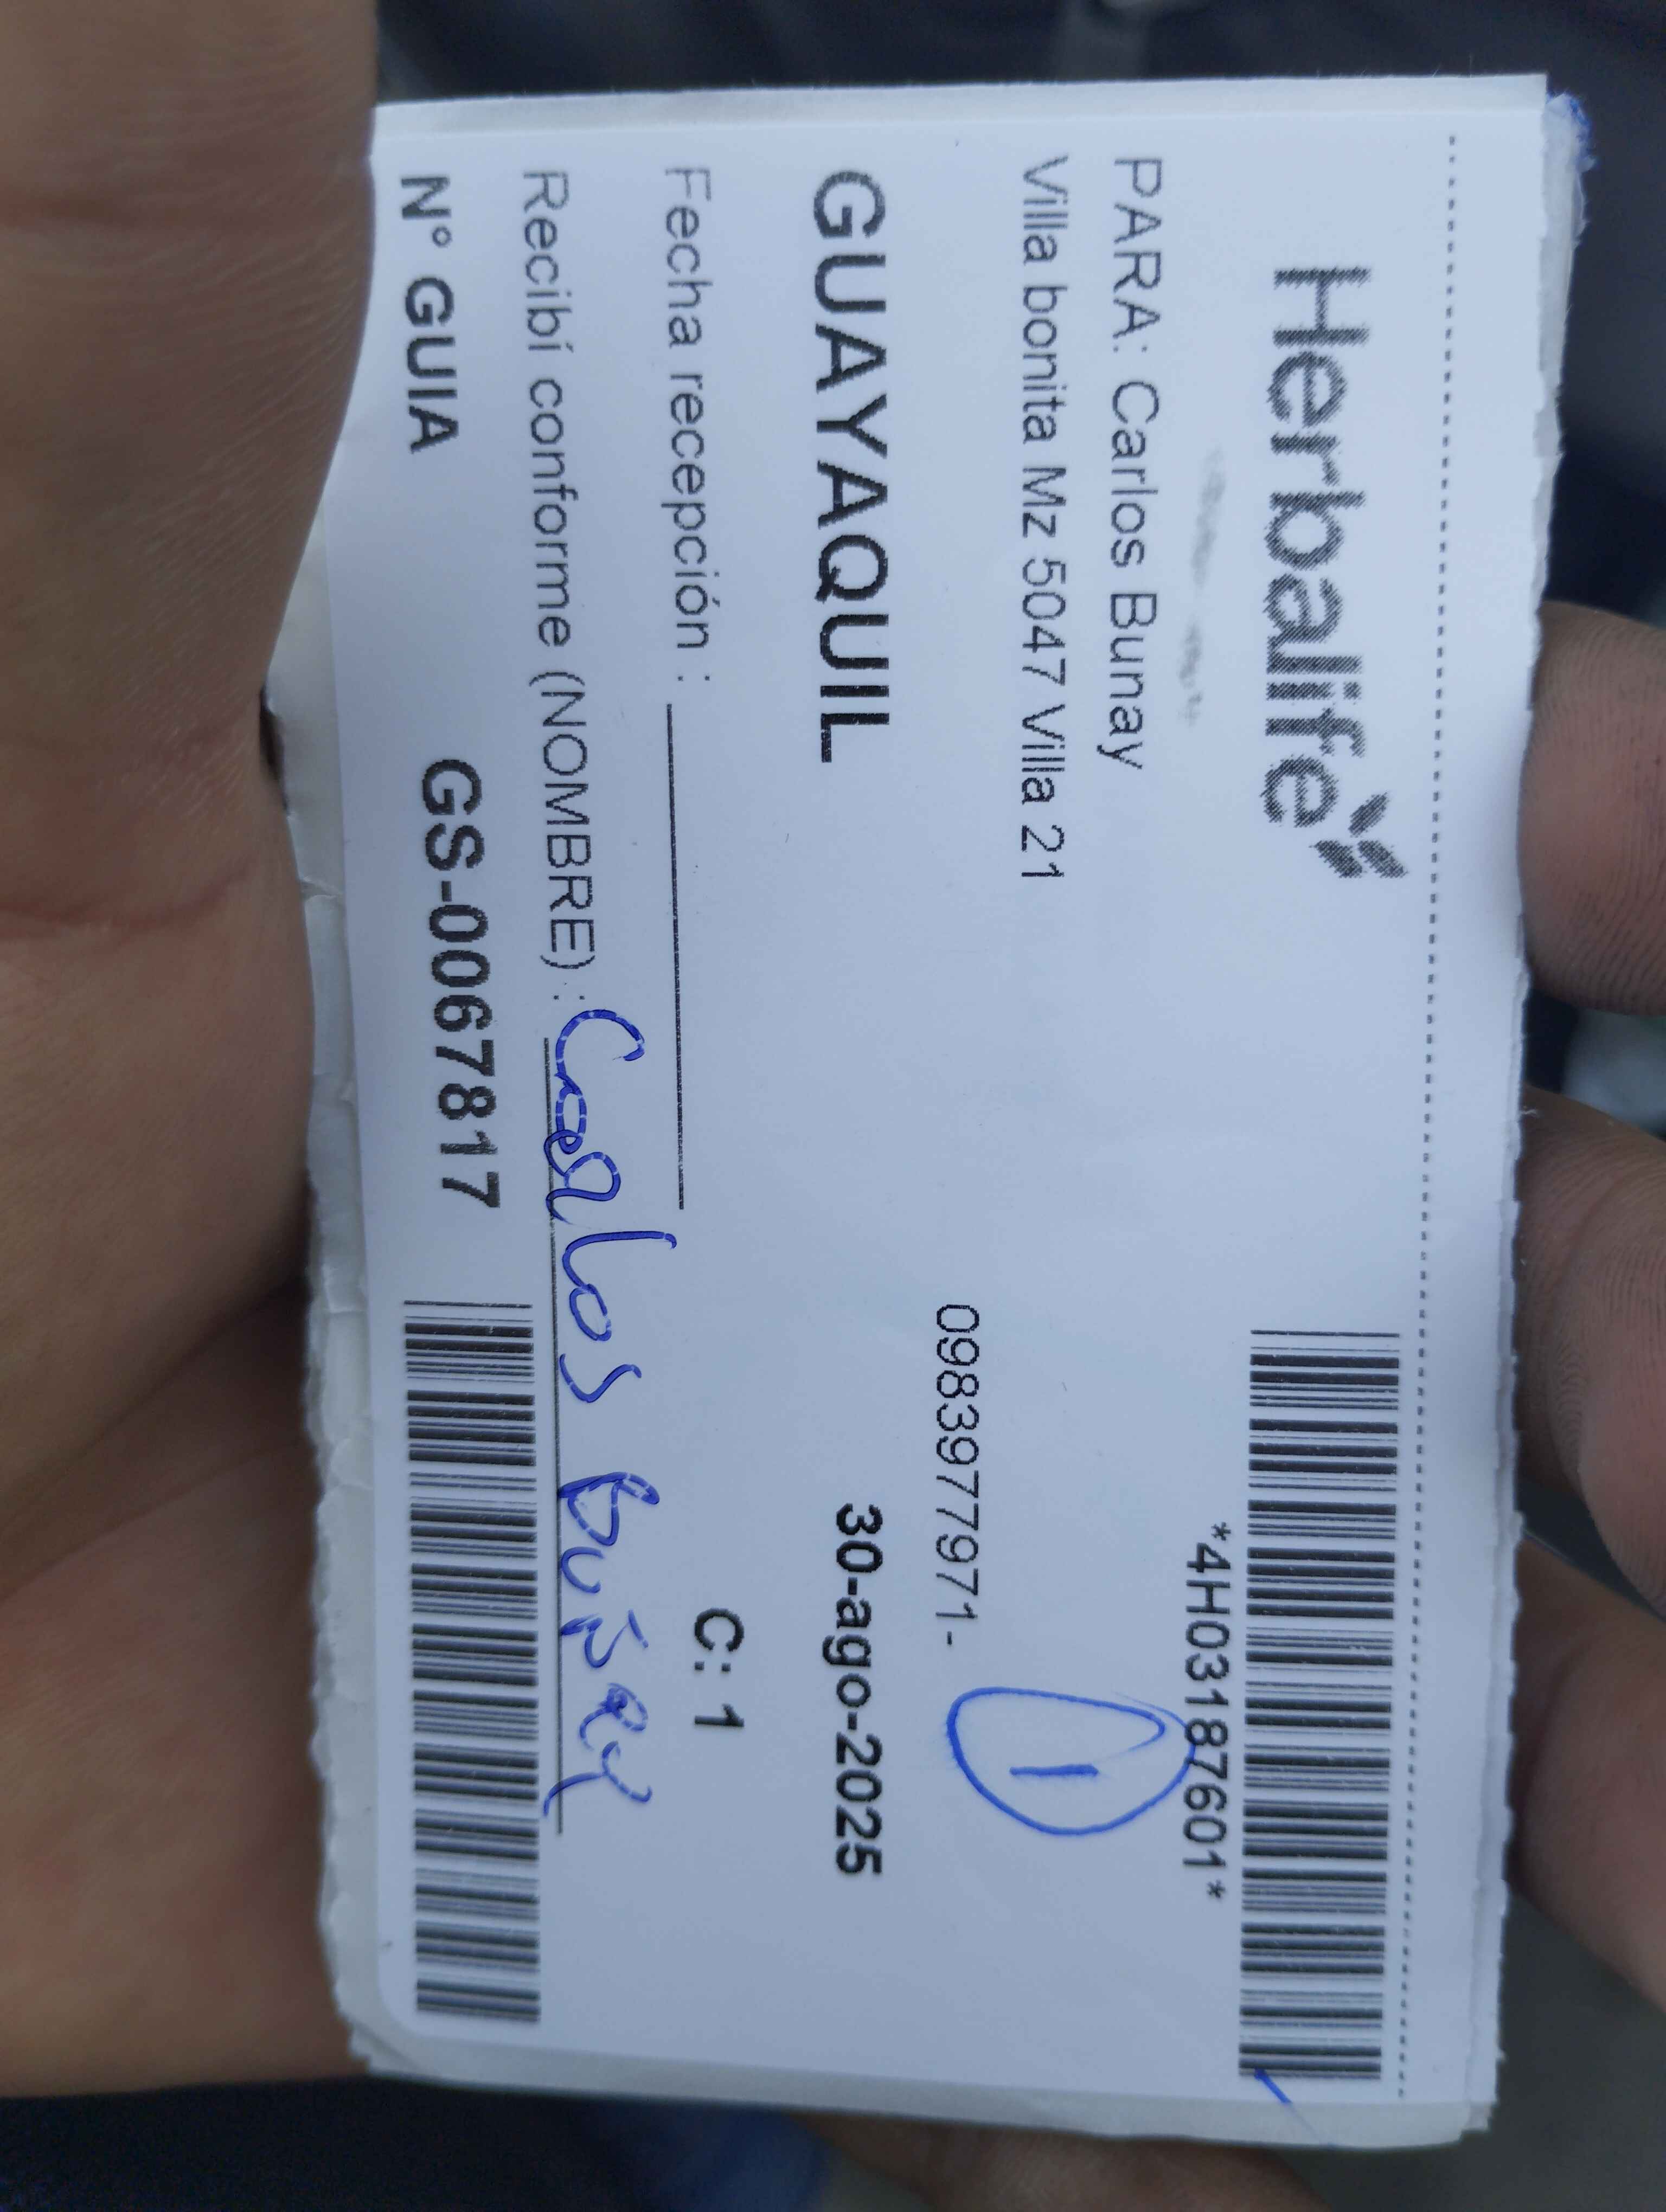 Herbalife
*4H03187601*
PARA: Carlos Bunay
Villa bonita Mz 5047 Villa 21
1
0983977971-
GUAYAQUIL 30-ago-2025
Fecha recepción : C: 1
Recibí conforme (NOMBRE) : Carlos buñay
N° GUIA GS-0067817